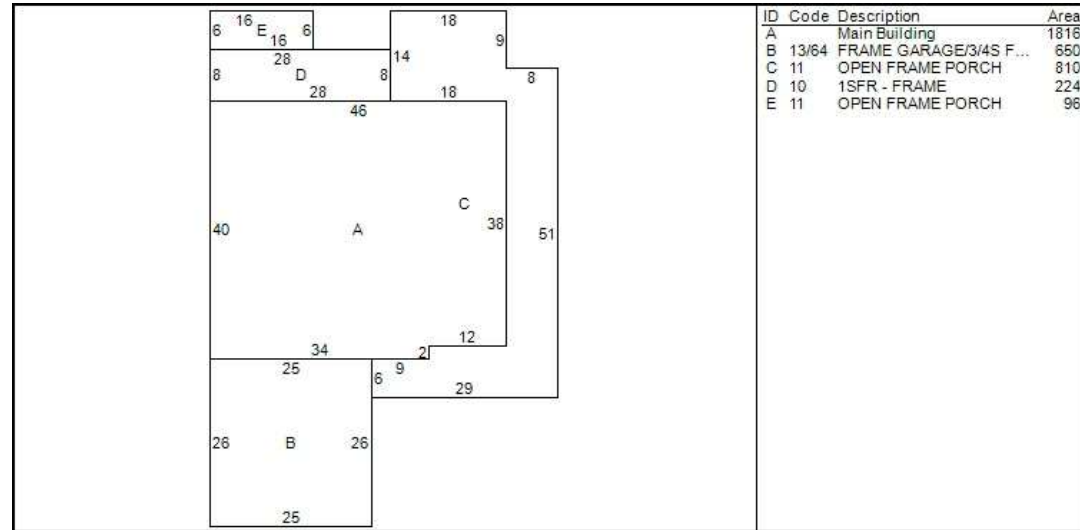 16
18
6 E 6
9
16
28
14
8 D 8
8
28
18
46
C
40
A
38
51
12
34
2
25
9
6
29
26 B 26
25
ID Code Description Area
A Main Building 1816
B 13/64 FRAME GARAGE/3/4S F... 650
C 11 OPEN FRAME PORCH 810
D 10 1SFR - FRAME 224
E 11 OPEN FRAME PORCH 96